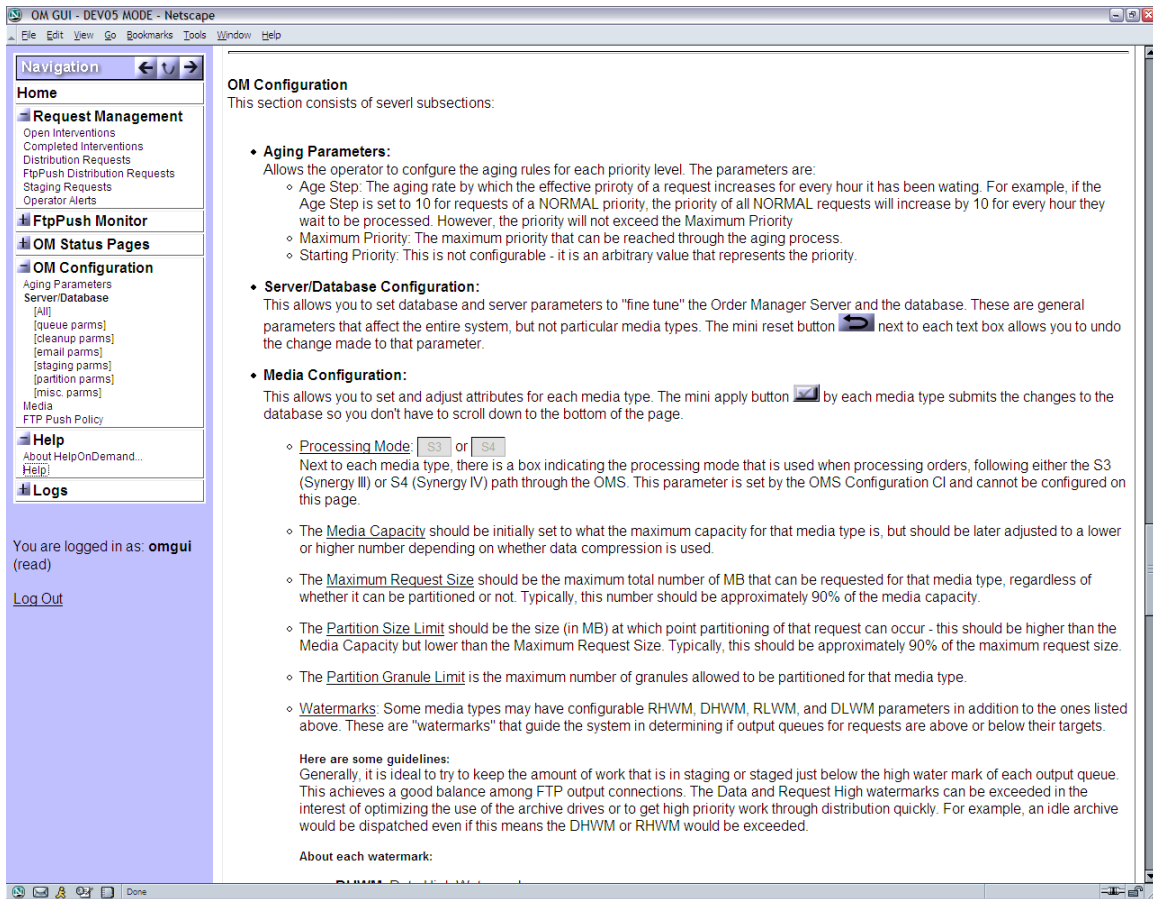 OM GUI - DEV05 MODE - Netscape
File Edit View Go Bookmarks Tools Window Help
Navigation
Home
Request Management
Open Interventions
Completed Interventions
Distribution Requests
FtpPush Distribution Requests
Staging Requests
Operator Alerts
FtpPush Monitor
OM Status Pages
OM Configuration
Aging Parameters
Server/Database
[All]
[queue parms]
[cleanup parms]
[email parms]
[staging parms]
[partition parms]
[misc. parms]
Media
FTP Push Policy
Help
About HelpOnDemand...
Help
Logs
You are logged in as: omgui
(read)
Log Out
OM Configuration
This section consists of severl subsections:
Aging Parameters:
Allows the operator to confgure the aging rules for each priority level. The parameters are:
Age Step: The aging rate by which the effective priroty of a request increases for every hour it has been wating. For example, if the
Age Step is set to 10 for requests of a NORMAL priority, the priority of all NORMAL requests will increase by 10 for every hour they
wait to be processed. However, the priority will not exceed the Maximum Priority
Maximum Priority: The maximum priority that can be reached through the aging process.
Starting Priority: This is not configurable - it is an arbitrary value that represents the priority.
Server/Database Configuration:
This allows you to set database and server parameters to "fine tune" the Order Manager Server and the database. These are general
parameters that affect the entire system, but not particular media types. The mini reset button next to each text box allows you to undo
the change made to that parameter.
Media Configuration:
This allows you to set and adjust attributes for each media type. The mini apply button by each media type submits the changes to the
database so you don't have to scroll down to the bottom of the page.
Processing Mode: S3 or S4
Next to each media type, there is a box indicating the processing mode that is used when processing orders, following either the S3
(Synergy III) or S4 (Synergy IV) path through the OMS. This parameter is set by the OMS Configuration CI and cannot be configured on
this page.
The Media Capacity should be initially set to what the maximum capacity for that media type is, but should be later adjusted to a lower
or higher number depending on whether data compression is used.
The Maximum Request Size should be the maximum total number of MB that can be requested for that media type, regardless of
whether it can be partitioned or not. Typically, this number should be approximately 90% of the media capacity.
The Partition Size Limit should be the size (in MB) at which point partitioning of that request can occur - this should be higher than the
Media Capacity but lower than the Maximum Request Size. Typically, this should be approximately 90% of the maximum request size.
The Partition Granule Limit is the maximum number of granules allowed to be partitioned for that media type.
Watermarks: Some media types may have configurable RHWM, DHWM, RLWM, and DLWM parameters in addition to the ones listed
above. These are "watermarks" that guide the system in determining if output queues for requests are above or below their targets.
Here are some guidelines:
Generally, it is ideal to try to keep the amount of work that is in staging or staged just below the high water mark of each output queue.
This achieves a good balance among FTP output connections. The Data and Request High watermarks can be exceeded in the
interest of optimizing the use of the archive drives or to get high priority work through distribution quickly. For example, an idle archive
would be dispatched even if this means the DHWM or RHWM would be exceeded.
About each watermark:
Done